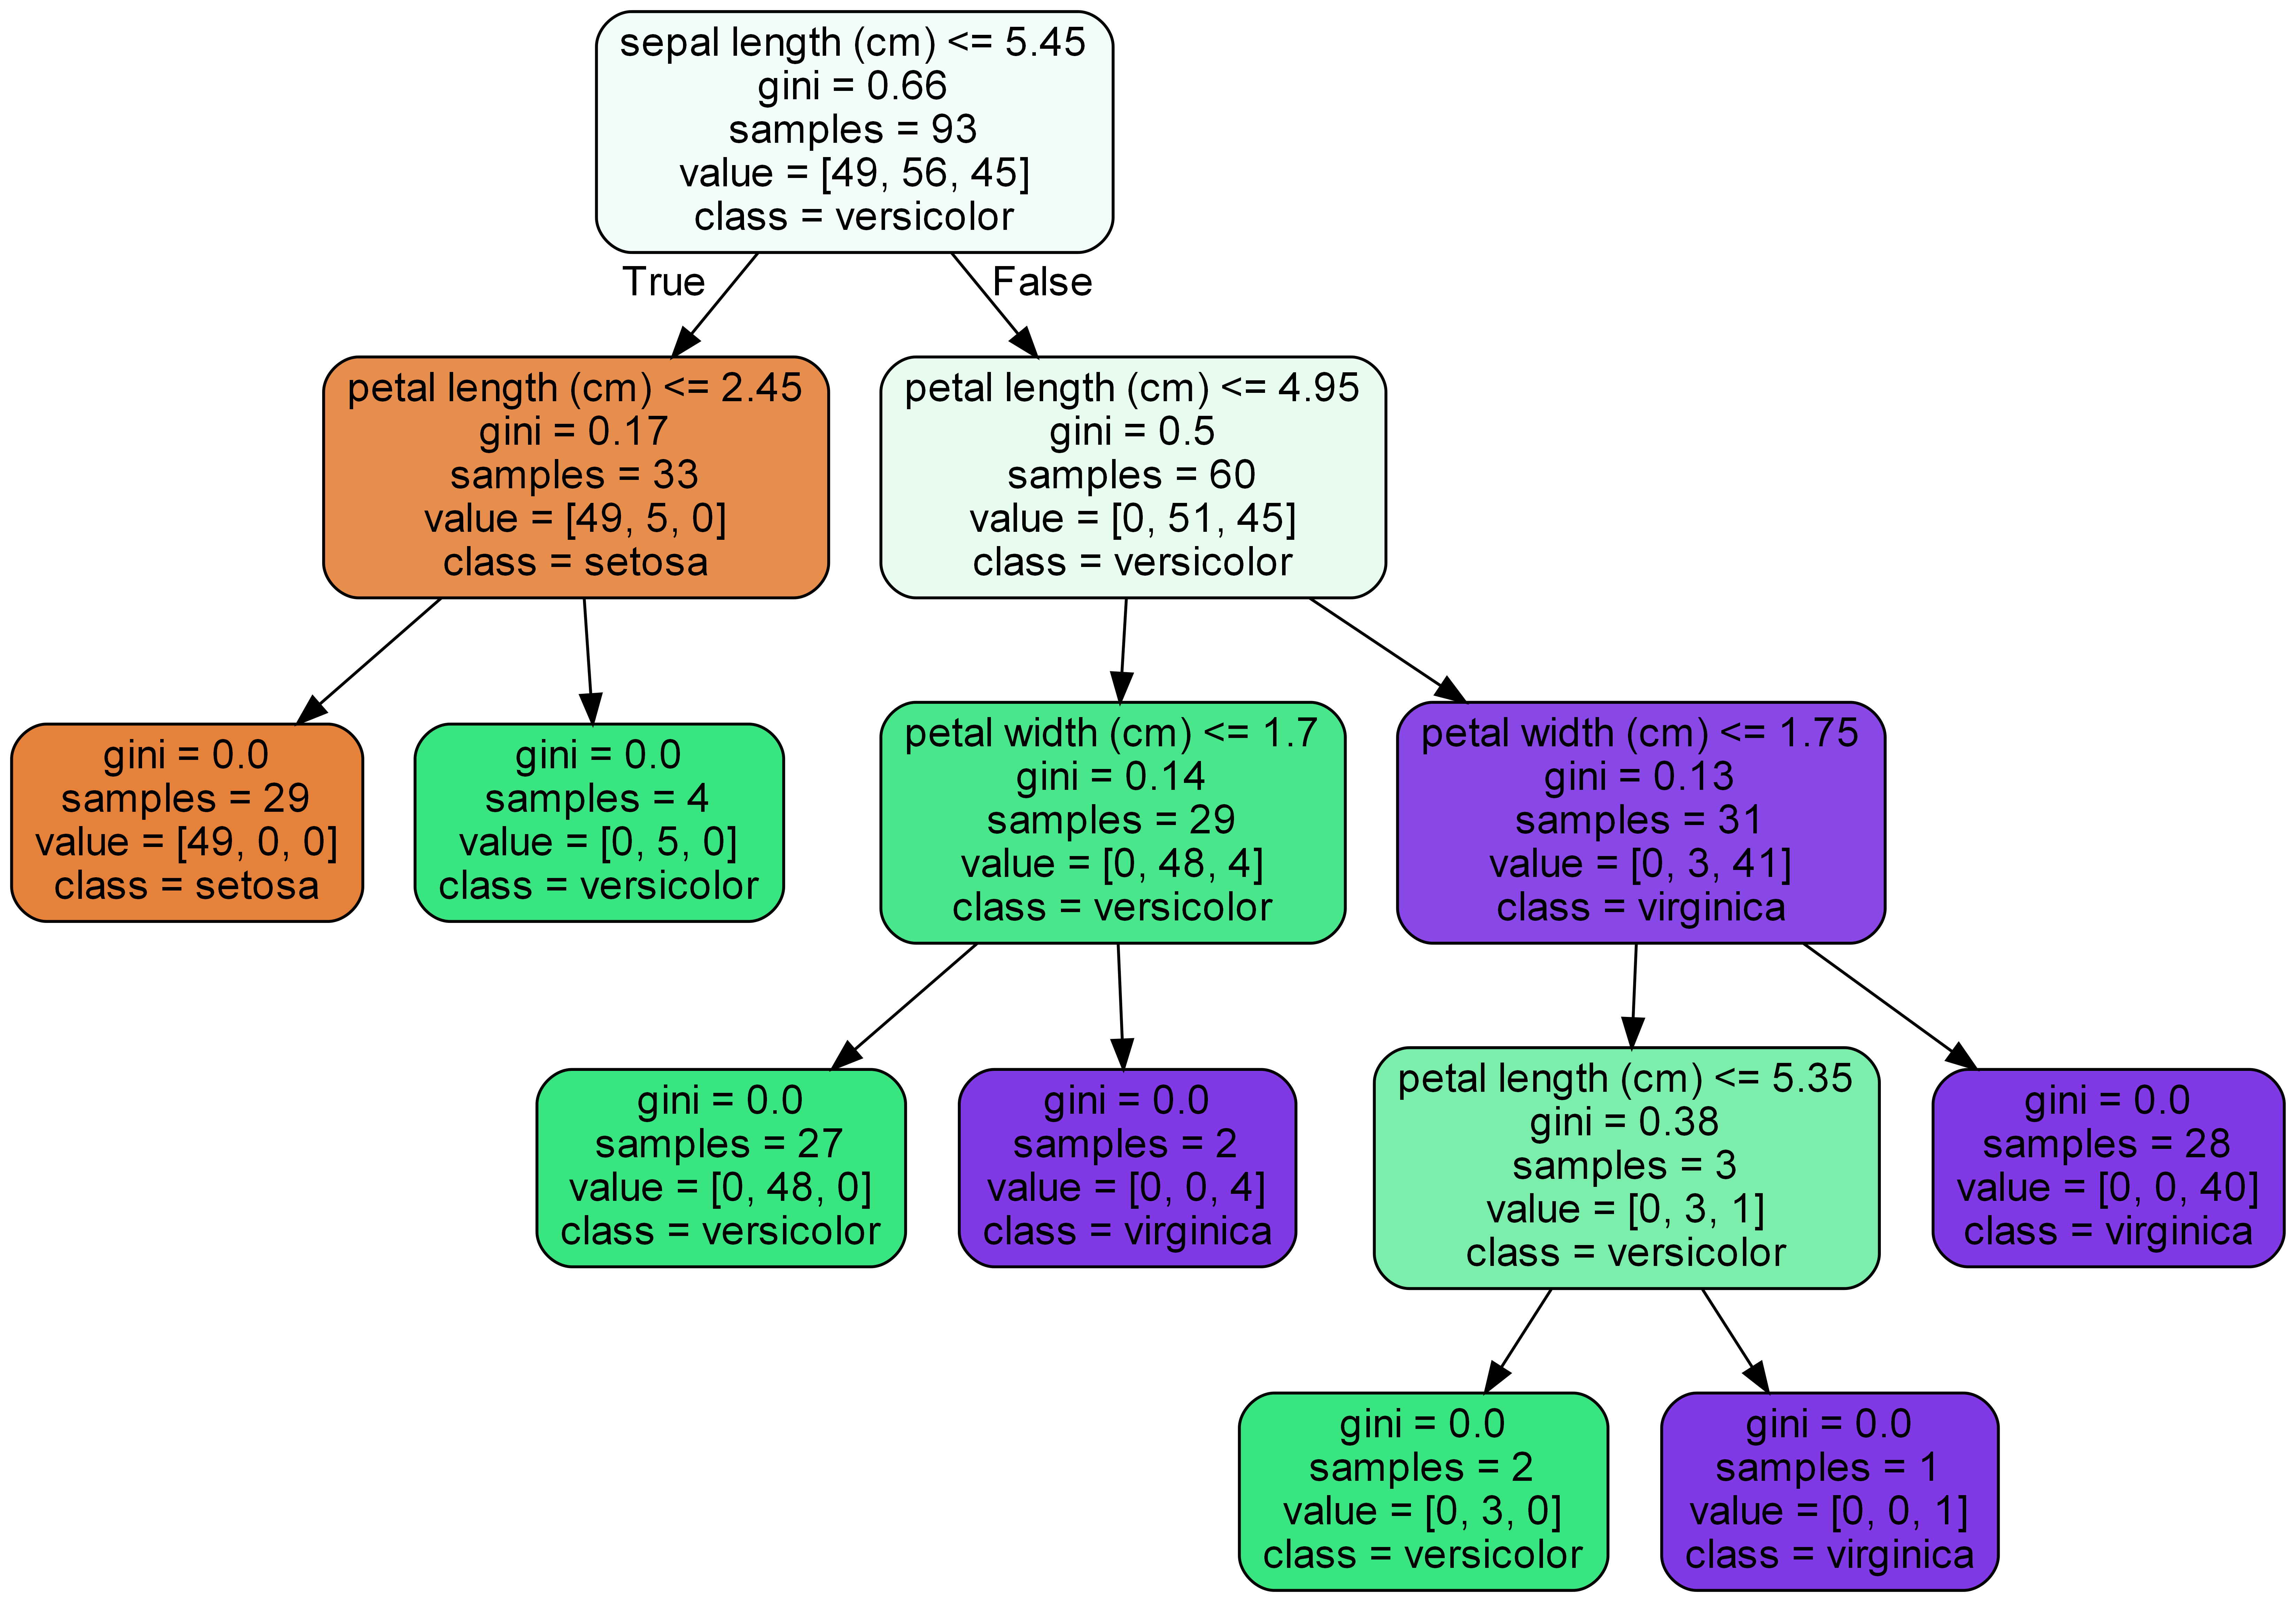 sepal length (cm) <= 5.45
gini = 0.66
samples = 93
value = [49, 56, 45]
class = versicolor
True
False
petal length (cm) <= 2.45
gini = 0.17
samples = 33
value = [49, 5, 0]
class = setosa
petal length (cm) <= 4.95
gini = 0.5
samples = 60
value = [0, 51, 45]
class = versicolor
gini = 0.0
samples = 29
value = [49, 0, 0]
class = setosa
gini = 0.0
samples = 4
value = [0, 5, 0]
class = versicolor
petal width (cm) <= 1.7
gini = 0.14
samples = 29
value = [0, 48, 4]
class = versicolor
petal width (cm) <= 1.75
gini = 0.13
samples = 31
value = [0, 3, 41]
class = virginica
gini = 0.0
samples = 27
value = [0, 48, 0]
class = versicolor
gini = 0.0
samples = 2
value = [0, 0, 4]
class = virginica
petal length (cm) <= 5.35
gini = 0.38
samples = 3
value = [0, 3, 1]
class = versicolor
gini = 0.0
samples = 28
value = [0, 0, 40]
class = virginica
gini = 0.0
samples = 2
value = [0, 3, 0]
class = versicolor
gini = 0.0
samples = 1
value = [0, 0, 1]
class = virginica